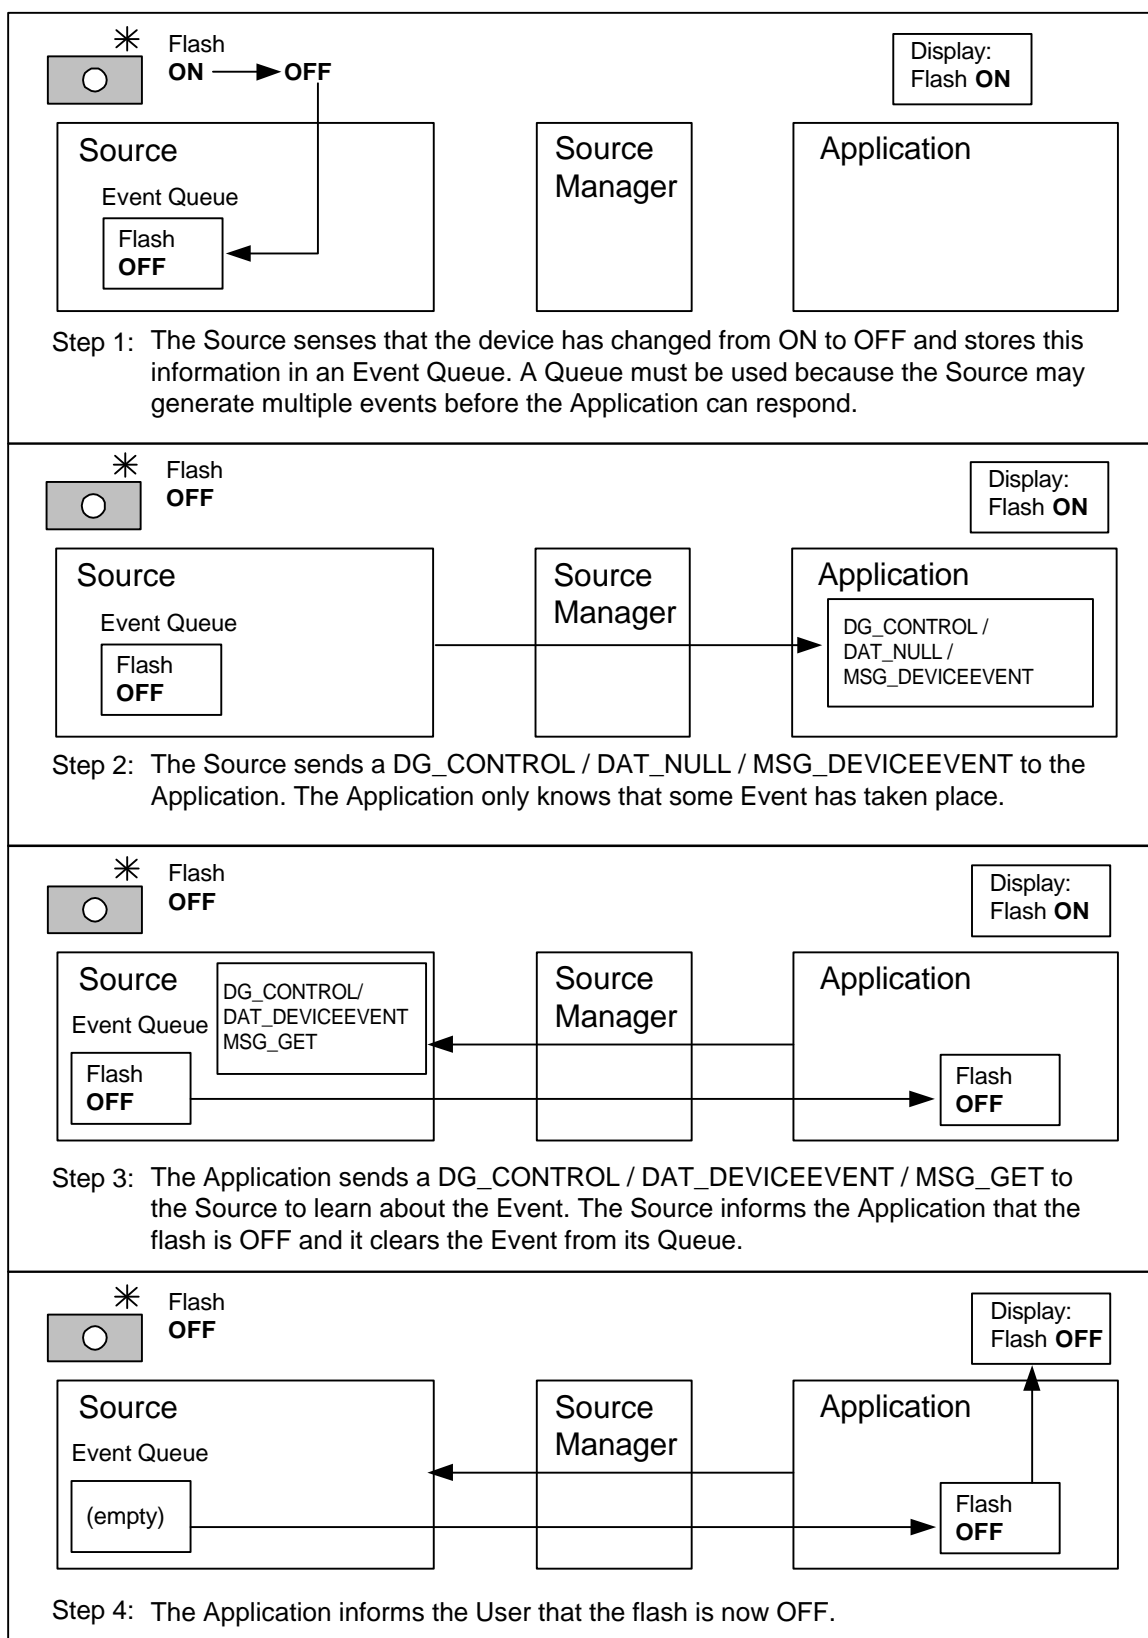 Flash
ON OFF
Display:
Flash ON
Source
Event Queue
Flash
OFF
Source
Manager
Application
Step 1: The Source senses that the device has changed from ON to OFF and stores this
information in an Event Queue. A Queue must be used because the Source may
generate multiple events before the Application can respond.
Flash
OFF
Display:
Flash ON
Source
Event Queue
Flash
OFF
Source
Manager
Application
DG_CONTROL /
DAT_NULL /
MSG_DEVICEEVENT
Step 2: The Source sends a DG_CONTROL / DAT_NULL / MSG_DEVICEEVENT to the
Application. The Application only knows that some Event has taken place.
Flash
OFF
Display:
Flash ON
Source
Event Queue
DG_CONTROL/
DAT_DEVICEEVENT
MSG_GET
Flash
OFF
Source
Manager
Application
Flash
OFF
Step 3: The Application sends a DG_CONTROL / DAT_DEVICEEVENT / MSG_GET to
the Source to learn about the Event. The Source informs the Application that the
flash is OFF and it clears the Event from its Queue.
Flash
OFF
Display:
Flash OFF
Source
Event Queue
(empty)
Source
Manager
Application
Flash
OFF
Step 4: The Application informs the User that the flash is now OFF.